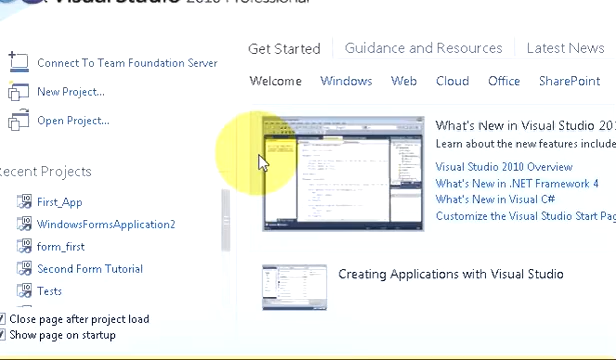 VisualStudio 2010 Professional
Get Started
Guidance and Resources
Latest News
Connect To Team Foundation Server
New Project...
Open Project...
Welcome
Windows
Web
Cloud
Office
SharePoint
What's New in Visual Studio 201
Learn about the new features include
Visual Studio 2010 Overview
What's New in .NET Framework 4
What's New in Visual C#
Customize the Visual Studio Start Pag
ecent Projects
First_App
WindowsFormsApplication2
form_first
Second Form Tutorial
Tests
Creating Applications with Visual Studio
Close page after project load
Show page on startup